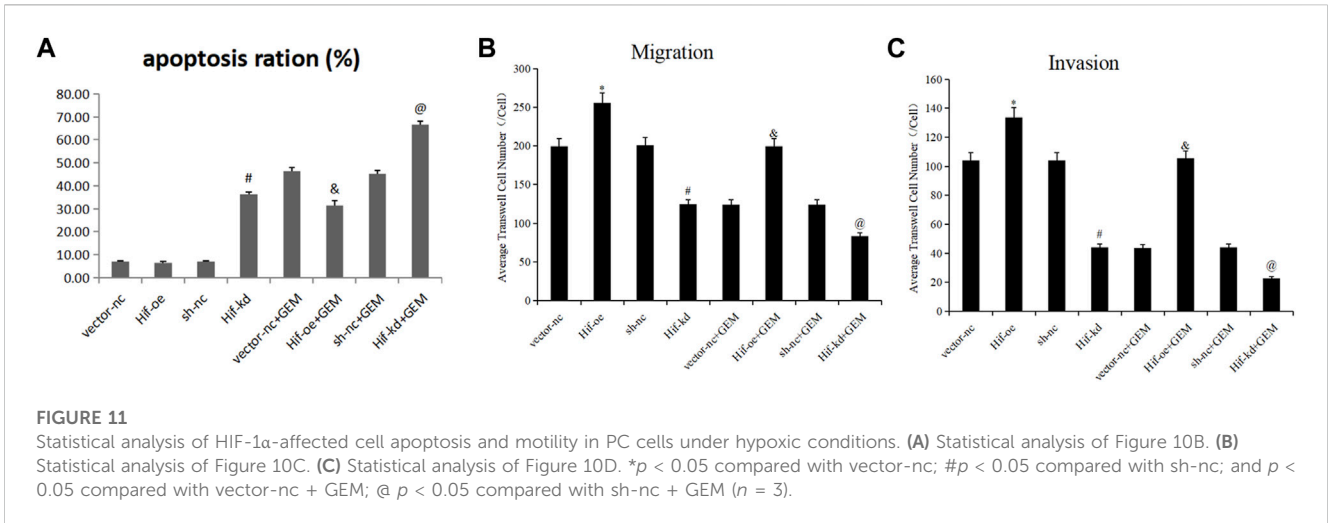 A
apoptosis ration (%)
80.00
70.00
60.00
50.00
40.00
30.00
20.00
10.00
0.00
#
&
@
vector-nc
Hif-oe
sh-nc
Hif-kd
vector-nc+GEM
Hif-oe+GEM
sh-nc+GEM
Hif-kd+GEM
B
Migration
Average Transwell Cell Number（/Cell）
300
250
200
150
100
50
0
*
#
&
@
vector-nc
Hif-oe
sh-nc
Hif-kd
vector-nc+GEM
Hif-oe+GEM
sh-nc+GEM
Hif-kd+GEM
C
Invasion
Average Transwell Cell Number（/Cell）
160
140
120
100
80
60
40
20
0
*
#
&
@
vector-nc
Hif-oe
sh-nc
Hif-kd
vector-nc+GEM
Hif-oe+GEM
sh-nc+GEM
Hif-kd+GEM
FIGURE 11
Statistical analysis of HIF-1α-affected cell apoptosis and motility in PC cells under hypoxic conditions. (A) Statistical analysis of Figure 10B. (B)
Statistical analysis of Figure 10C. (C) Statistical analysis of Figure 10D. *p < 0.05 compared with vector-nc; #p < 0.05 compared with sh-nc; and p <
0.05 compared with vector-nc + GEM; @ p < 0.05 compared with sh-nc + GEM (n = 3).